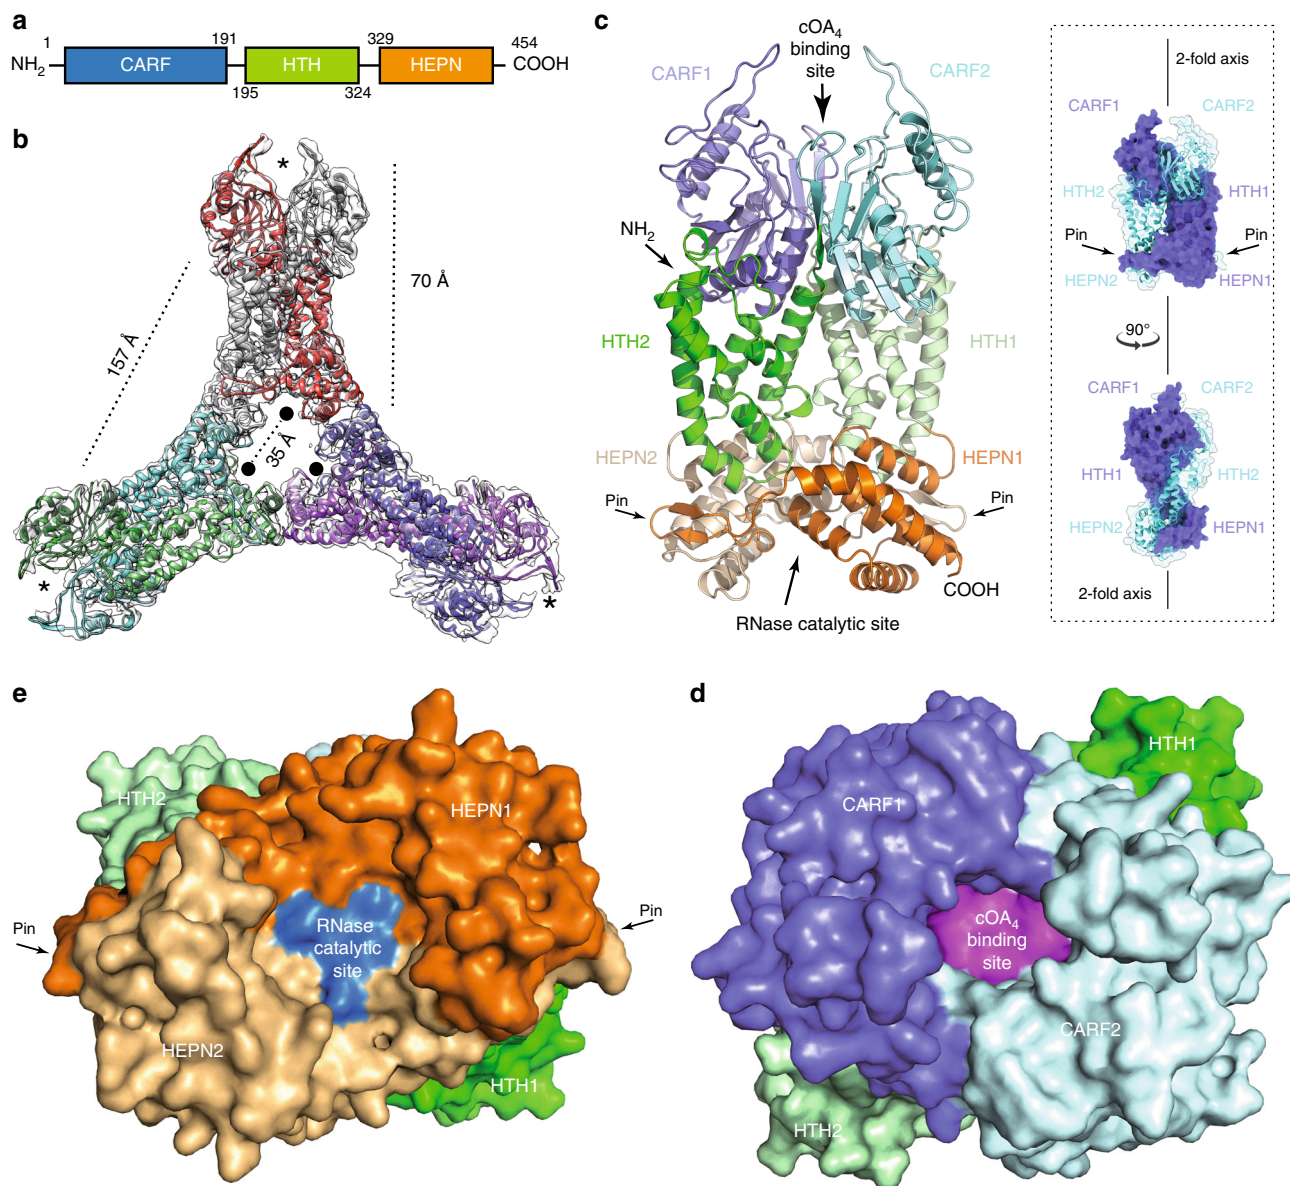 a
1
191
329
454
NH2
CARF
HTH
HEPN
COOH
195
324
b
*
70 Å
157 Å
35 Å
*
*
c
cOA4
binding
site
CARF1
CARF2
NH2
HTH2
HTH1
HEPN2
HEPN1
Pin
Pin
COOH
RNase catalytic site
2-fold axis
CARF1
CARF2
HTH2
HTH1
Pin
Pin
HEPN2
HEPN1
90°
CARF1
CARF2
HTH1
HTH2
HEPN2
HEPN1
2-fold axis
e
HTH2
HEPN1
Pin
Pin
RNase
catalytic
site
HEPN2
HTH1
d
HTH1
CARF1
cOA4
binding
site
CARF2
HTH2